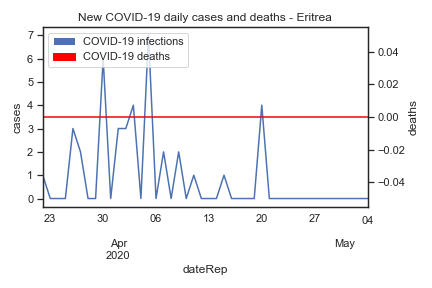 New COVID-19 daily cases and deaths - Eritrea
COVID-19 infections
COVID-19 deaths
cases
7
6
5
4
3
2
1
0
deaths
0.04
0.02
0.00
−0.02
−0.04
23 30 06 13 20 27 04
Apr May
2020
dateRep